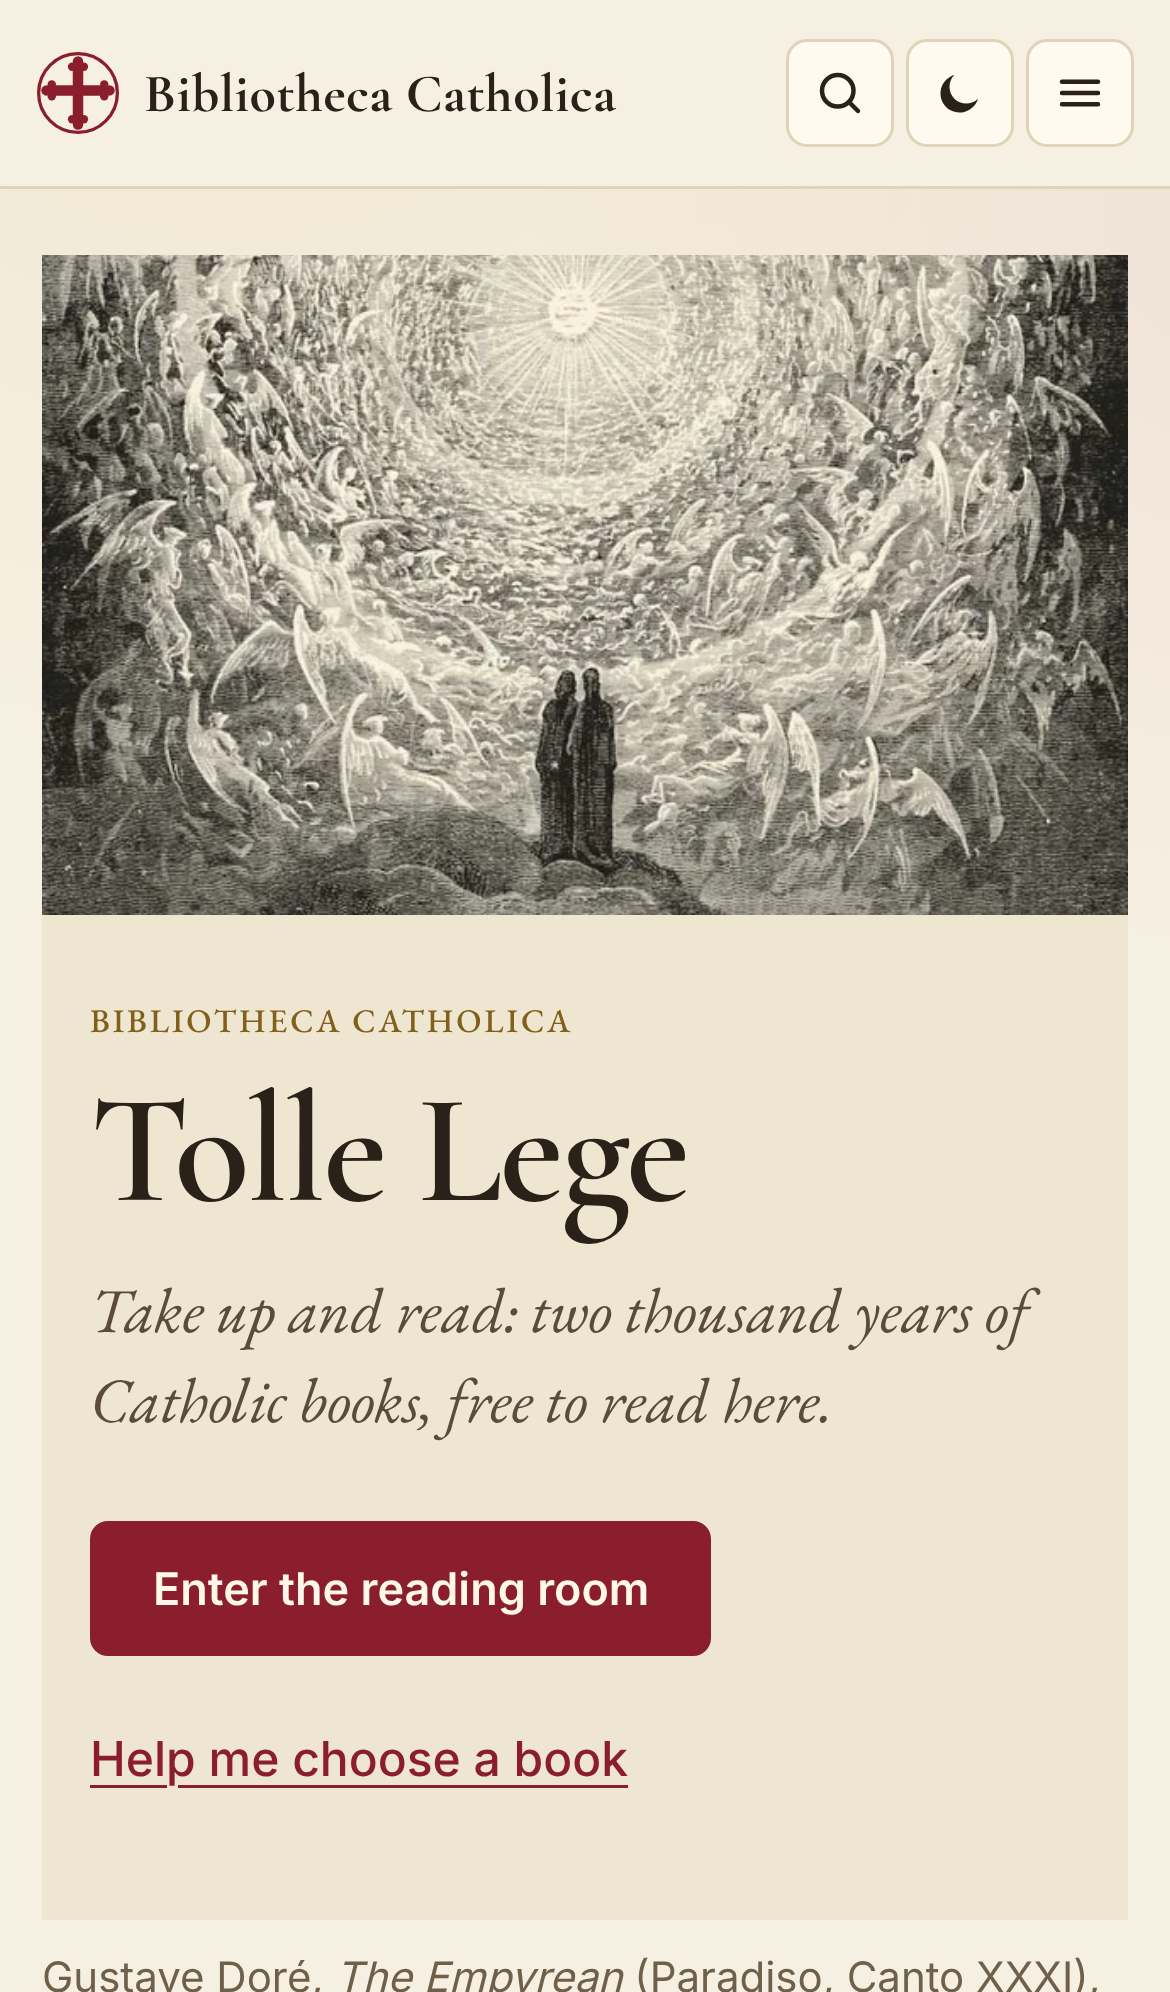 Bibliotheca Catholica
BIBLIOTHECA CATHOLICA
Tolle Lege
Take up and read: two thousand years of
Catholic books, free to read here.
Enter the reading room
Help me choose a book
Gustave Doré, The Empyrean (Paradiso, Canto XXXI),